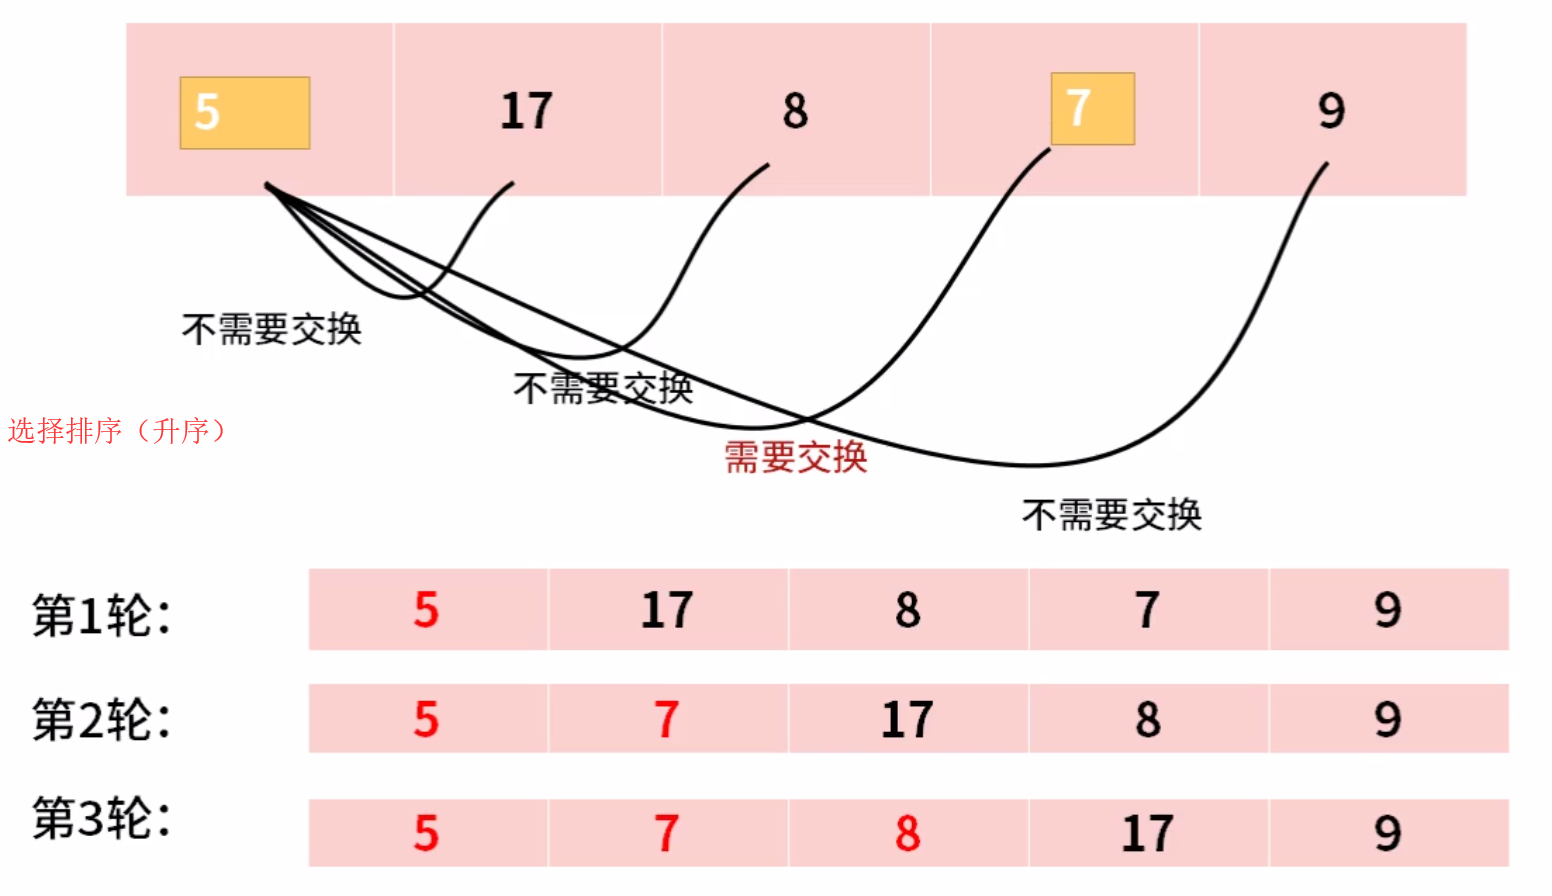 5 17 8 7 9
不需要交换
不需要交换
选择排序（升序）
需要交换
不需要交换
第1轮： 5 17 8 7 9
第2轮： 5 7 17 8 9
第3轮： 5 7 8 17 9